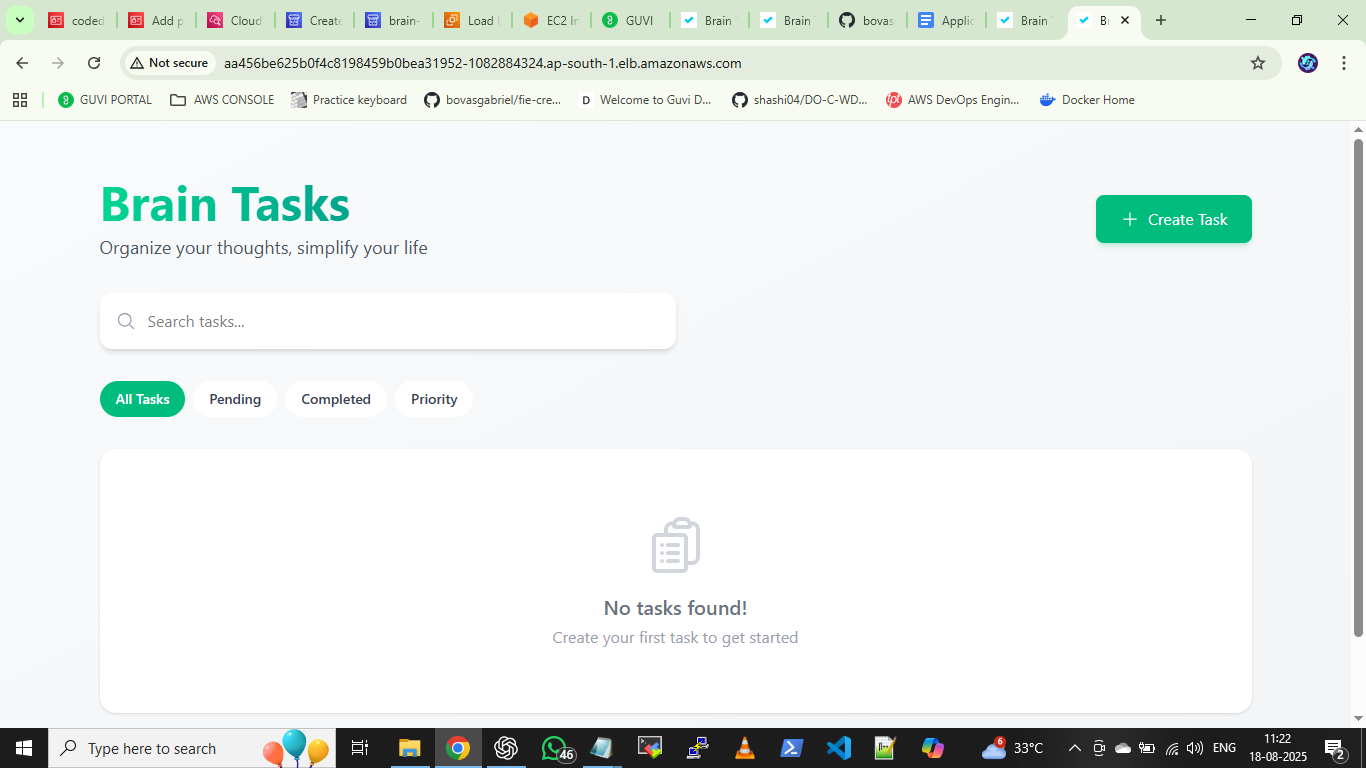 coded
Add p
Cloud
Create
brain-
Load
EC2 In
GUVI
Brain
Brain
bovas
Applic
Brain
Br
Not secure
aa456be625b0f4c8198459b0bea31952-1082884324.ap-south-1.elb.amazonaws.com
GUVI PORTAL
AWS CONSOLE
Practice keyboard
bovasgabriel/fie-cre...
D Welcome to Guvi D...
shashi04/DO-C-WD...
AWS DevOps Engin...
Docker Home
Brain Tasks
Organize your thoughts, simplify your life
Create Task
Search tasks...
All Tasks
Pending
Completed
Priority
No tasks found!
Create your first task to get started
Type here to search
46
6
33°C
ENG
11:22
18-08-2025
2